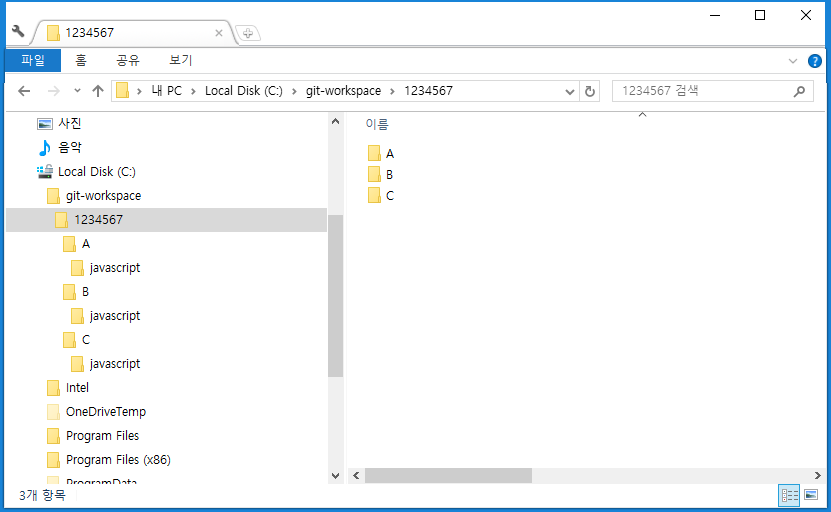 1234567
파일 홈 공유 보기
내 PC Local Disk (C:) git-workspace 1234567
1234567 검색
사진
음악
Local Disk (C:)
git-workspace
1234567
A
javascript
B
javascript
C
javascript
Intel
OneDriveTemp
Program Files
Program Files (x86)
ProgramData
이름
A
B
C
3개 항목